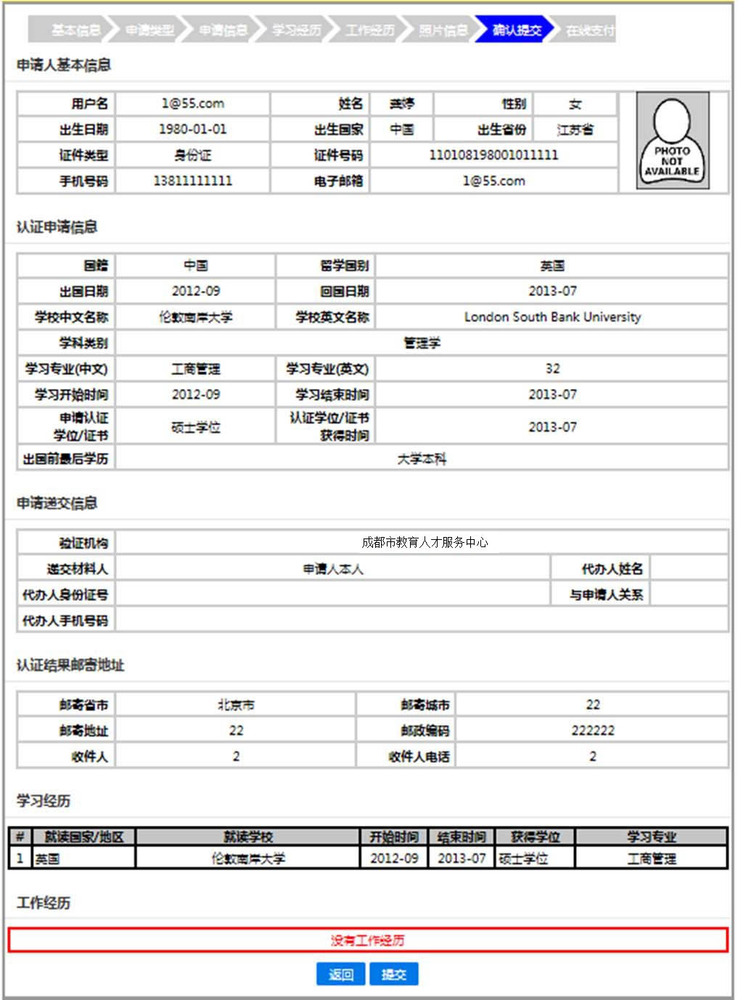 基本信息 申请类型 申请信息 学习经历 工作经历 照片信息 确认提交 在线支付
申请人基本信息
用户名 1@55.com 姓名 龚婷 性别 女
出生日期 1980-01-01 出生国家 中国 出生省份 江苏省
证件类型 身份证 证件号码 110108198001011111
手机号码 13811111111 电子邮箱 1@55.com
PHOTO
NOT
AVAILABLE
认证申请信息
国籍 中国 留学国别 英国
出国日期 2012-09 回国日期 2013-07
学校中文名称 伦敦南岸大学 学校英文名称 London South Bank University
学科类别 管理学
学习专业(中文) 工商管理 学习专业(英文) 32
学习开始时间 2012-09 学习结束时间 2013-07
申请认证 认证学位/证书
学位/证书 硕士学位 获得时间 2013-07
出国前最后学历 大学本科
申请递交信息
验证机构 成都市教育人才服务中心
递交材料人 申请人本人 代办人姓名
代办人身份证号 与申请人关系
代办人手机号码
认证结果邮寄地址
邮寄省市 北京市 邮寄城市 22
邮寄地址 22 邮政编码 222222
收件人 2 收件人电话 2
学习经历
# 就读国家/地区 就读学校 开始时间 结束时间 获得学位 学习专业
1 英国 伦敦南岸大学 2012-09 2013-07 硕士学位 工商管理
工作经历
没有工作经历
返回 提交